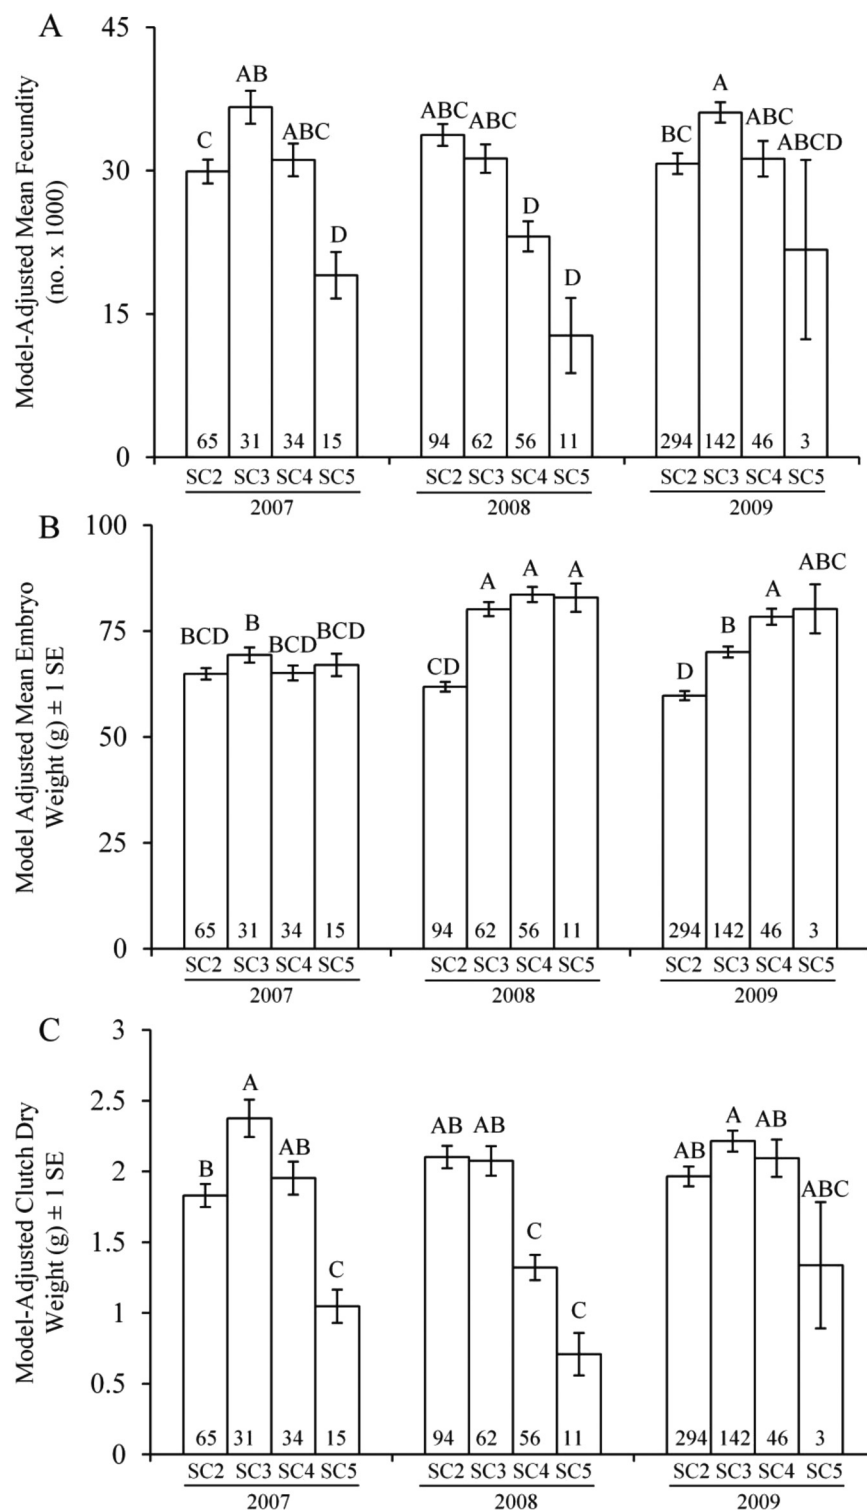 A
Model-Adjusted Mean Fecundity
(no. x 1000)
45
30
15
0
C AB ABC D ABC ABC D D BC A ABC ABCD
65 31 34 15 94 62 56 11 294 142 46 3
SC2 SC3 SC4 SC5 SC2 SC3 SC4 SC5 SC2 SC3 SC4 SC5
2007 2008 2009
B
Model Adjusted Mean Embryo
Weight (g) ± 1 SE
100
75
50
25
0
BCD B BCD BCD CD A A A D B A ABC
65 31 34 15 94 62 56 11 294 142 46 3
SC2 SC3 SC4 SC5 SC2 SC3 SC4 SC5 SC2 SC3 SC4 SC5
2007 2008 2009
C
Model-Adjusted Clutch Dry
Weight (g) ± 1 SE
3
2.5
2
1.5
1
0.5
0
B A AB C AB AB C C AB A AB ABC
65 31 34 15 94 62 56 11 294 142 46 3
SC2 SC3 SC4 SC5 SC2 SC3 SC4 SC5 SC2 SC3 SC4 SC5
2007 2008 2009